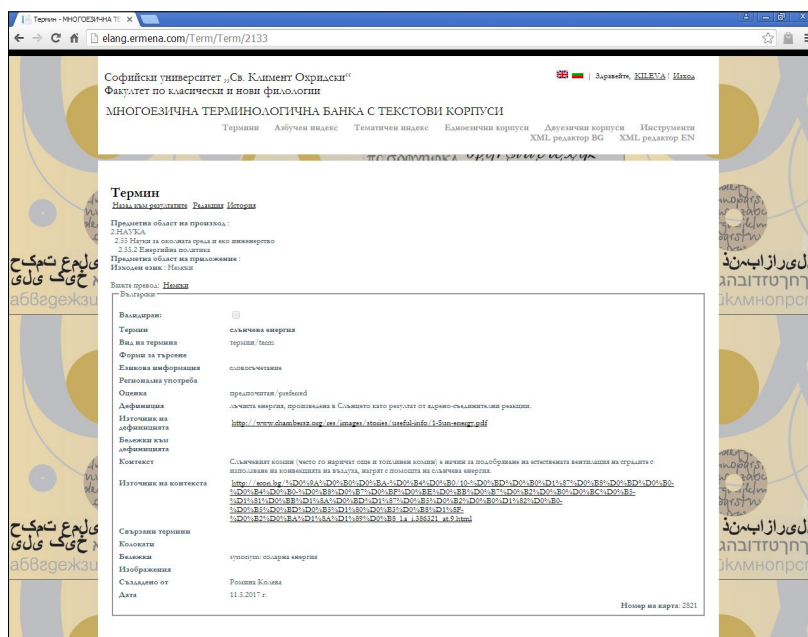 Термин - МНОГОЕЗИЧНА ТЕ
elang.ermena.com/Term/Term/2133
Софийски университет „Св. Климент Охридски“
Факултет по класически и нови филологии
| Здравейте, KILEVA! Изход
МНОГОЕЗИЧНА ТЕРМИНОЛОГИЧНА БАНКА С ТЕКСТОВИ КОРПУСИ
Термини Азбучен индекс Тематичен индекс Едноезични корпуси Двуезични корпуси Инструменти
XML редактор BG XML редактор EN
Термин
Назад към резултатите Редакция История
Предметна област на произход :
2.НАУКА
2.55 Науки за околната среда и еко инженерство
2.55.2 Енергийна политика
Предметна област на приложение :
Изходен език : Немски
Вижте превод: Немски
Български
Валидиран:
Термин слънчева енергия
Вид на термина термин/term
Форми за търсене
Езикова информация словосъчетание
Регионална употреба
Оценка предпочитан/preferred
Дефиниция лъчиста енергия, произведена в Слънцето като резултат от ядрено-съединителни реакции.
Източник на
дефиницията http://www.chambersz.org/res/images/stories/useful-info/1-Sun-energy.pdf
Бележки към
дефиницията
Контекст Слънчевият комин (често го наричат още и топлинен комин) е начин за подобряване на естествената вентилация на сградите с
използване на конвекцията на въздуха, нагрят с помощта на слънчева енергия.
Източник на контекста
Свързани термини
Колокати
Бележки synonym: соларна енергия
Изображения
Създадено от Ромина Колева
Дата 11.5.2017 г.
Номер на карта: 2821
абвгдежзи